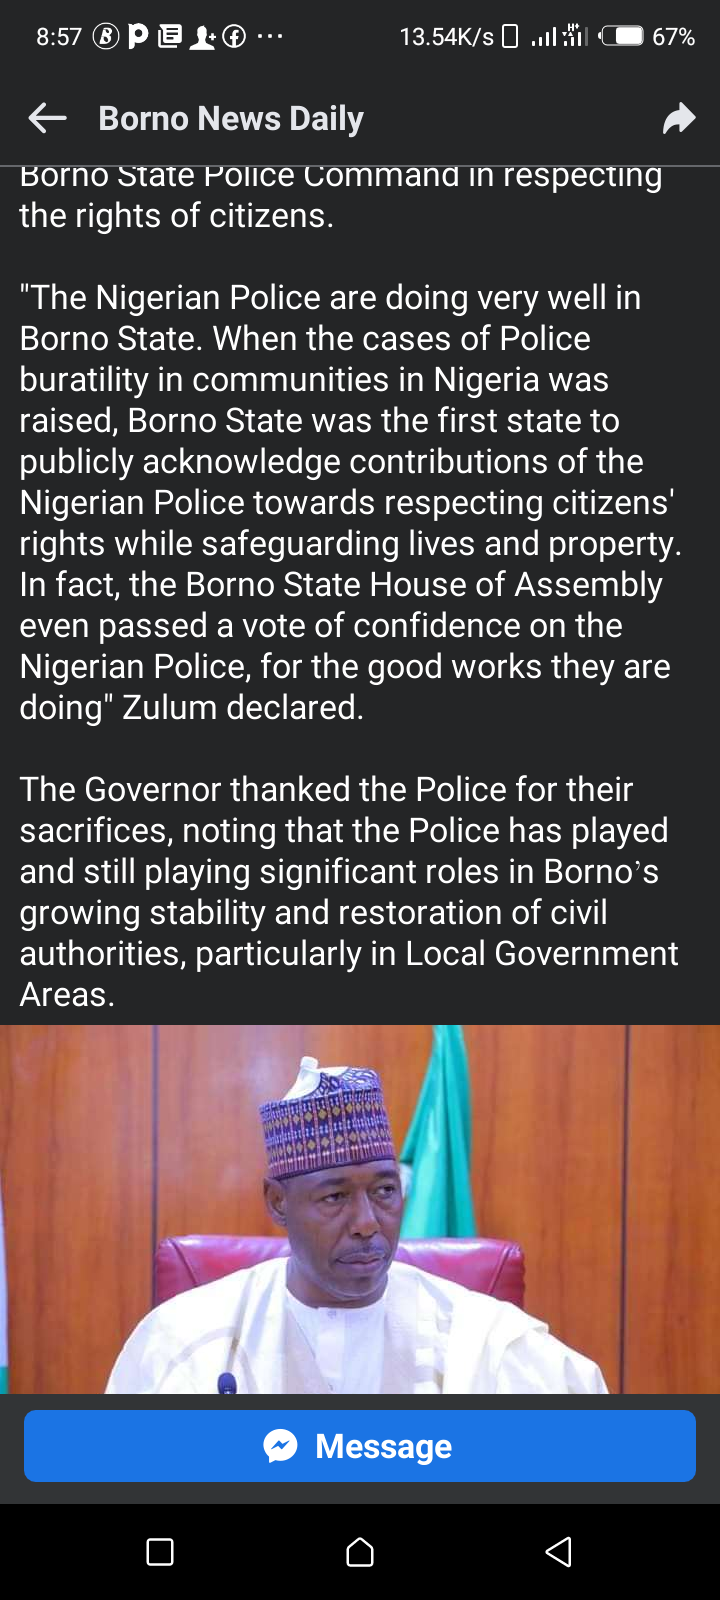 8:57
13.54K/s
67%
Borno News Daily
Borno State Police Command in respecting
the rights of citizens.
"The Nigerian Police are doing very well in
Borno State. When the cases of Police
buratility in communities in Nigeria was
raised, Borno State was the first state to
publicly acknowledge contributions of the
Nigerian Police towards respecting citizens'
rights while safeguarding lives and property.
In fact, the Borno State House of Assembly
even passed a vote of confidence on the
Nigerian Police, for the good works they are
doing" Zulum declared.
The Governor thanked the Police for their
sacrifices, noting that the Police has played
and still playing significant roles in Borno’s
growing stability and restoration of civil
authorities, particularly in Local Government
Areas.
Message